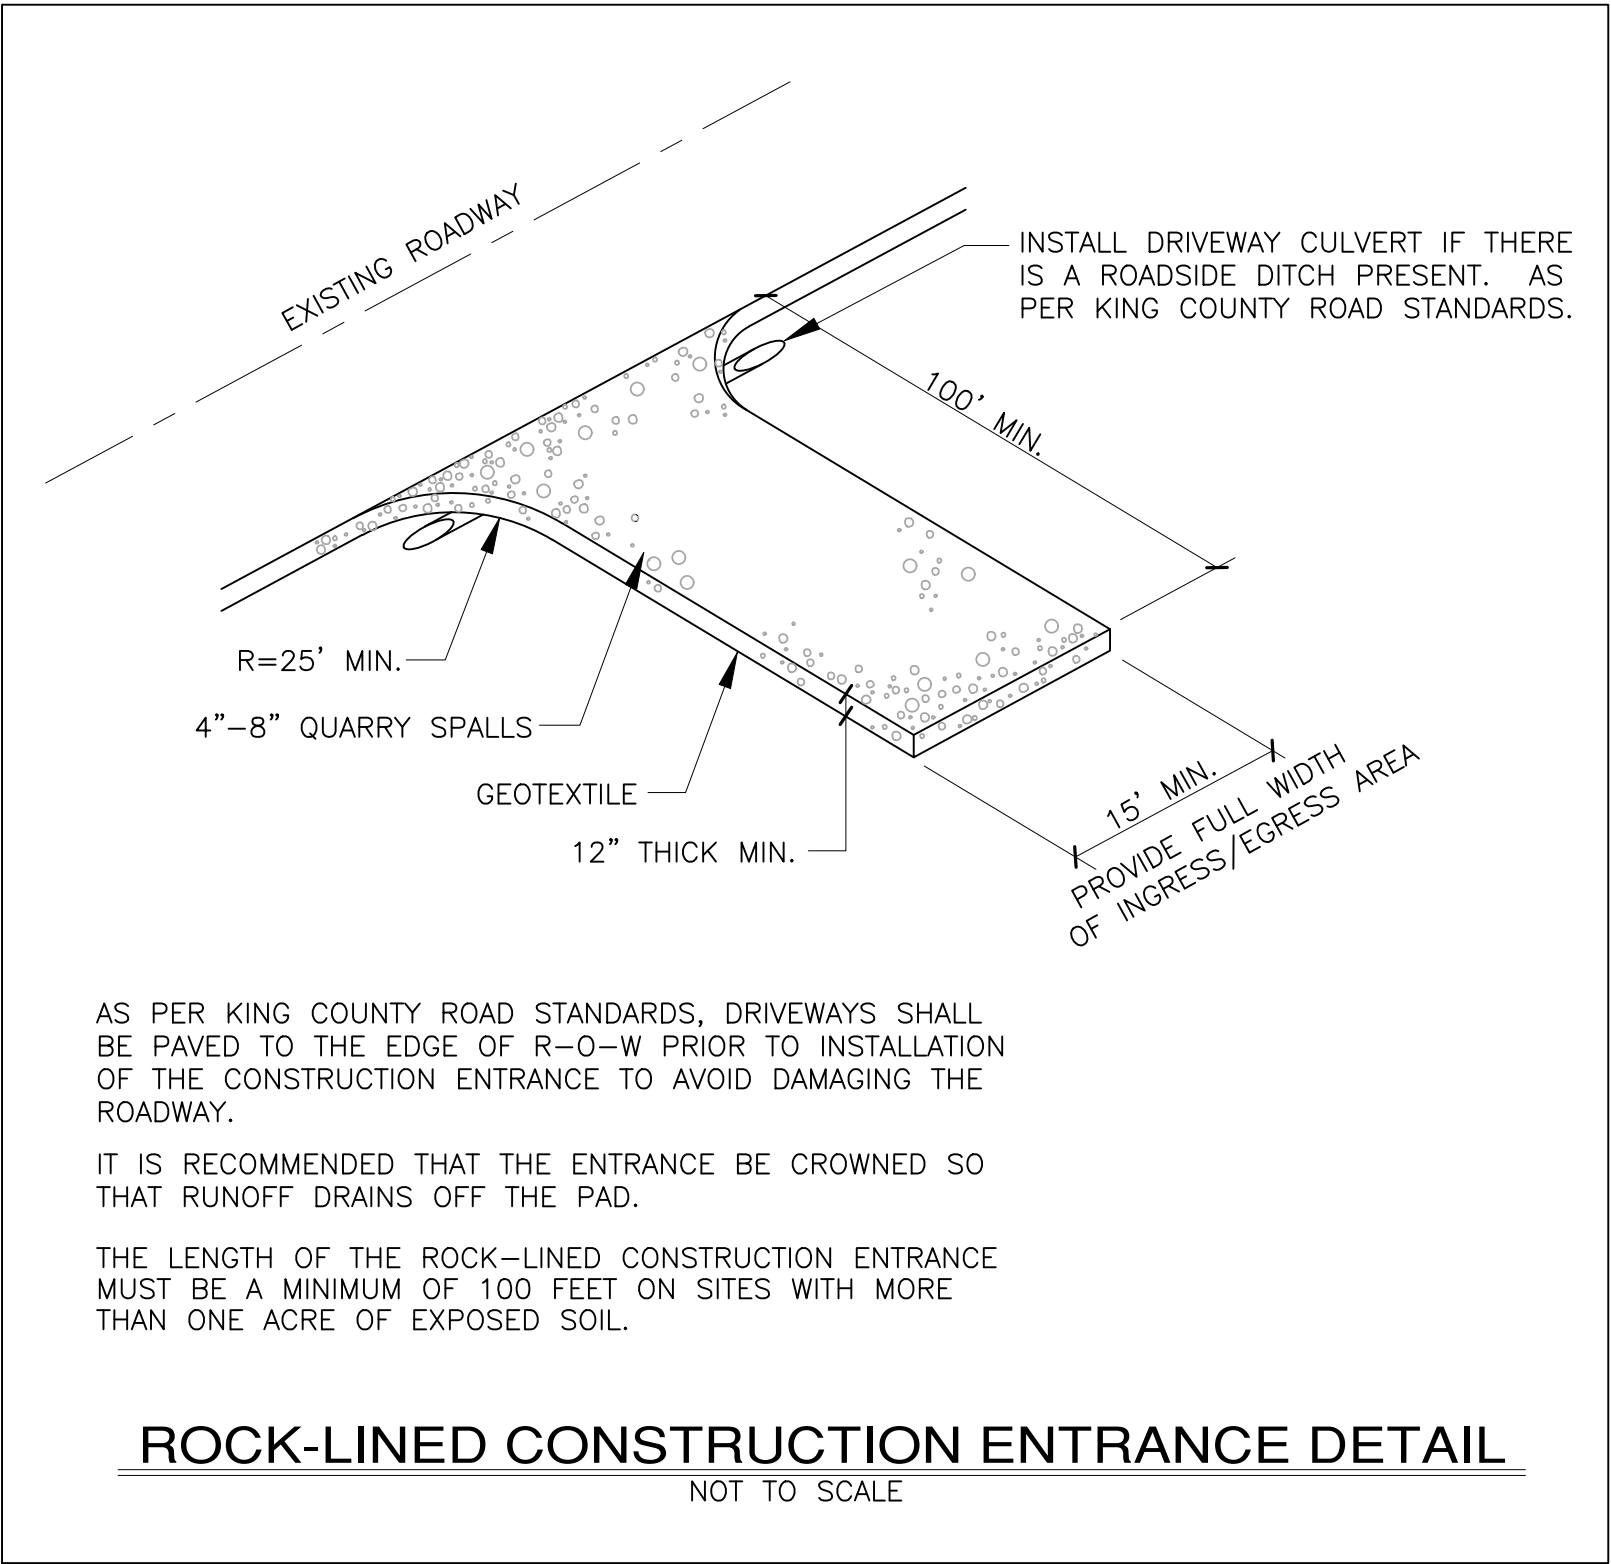 EXISTING ROADWAY
INSTALL DRIVEWAY CULVERT IF THERE
IS A ROADSIDE DITCH PRESENT. AS
PER KING COUNTY ROAD STANDARDS.
100' MIN.
R=25' MIN.
4"-8" QUARRY SPALLS
GEOTEXTILE
12" THICK MIN.
15' MIN.
PROVIDE FULL WIDTH
OF INGRESS/EGRESS AREA
AS PER KING COUNTY ROAD STANDARDS, DRIVEWAYS SHALL
BE PAVED TO THE EDGE OF R-O-W PRIOR TO INSTALLATION
OF THE CONSTRUCTION ENTRANCE TO AVOID DAMAGING THE
ROADWAY.
IT IS RECOMMENDED THAT THE ENTRANCE BE CROWNED SO
THAT RUNOFF DRAINS OFF THE PAD.
THE LENGTH OF THE ROCK-LINED CONSTRUCTION ENTRANCE
MUST BE A MINIMUM OF 100 FEET ON SITES WITH MORE
THAN ONE ACRE OF EXPOSED SOIL.
ROCK-LINED CONSTRUCTION ENTRANCE DETAIL
NOT TO SCALE